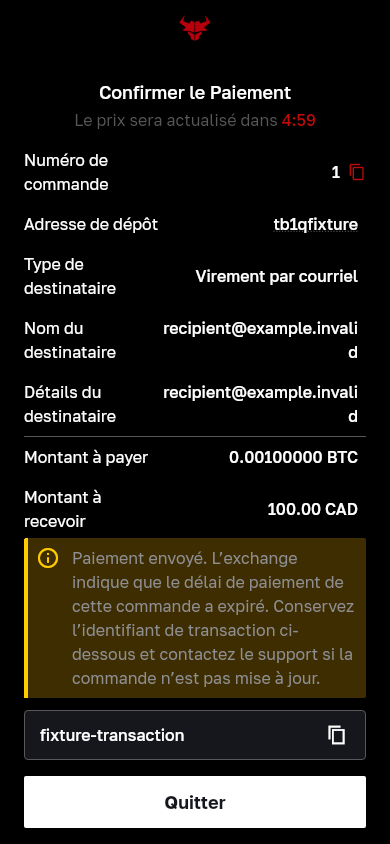 Confirmer le Paiement
Le prix sera actualisé dans 4:59
Numéro de
commande
1
Adresse de dépôt
tb1qfixture
Type de
destinataire
Virement par courriel
Nom du
destinataire
recipient@example.invali
d
Détails du
destinataire
recipient@example.invali
d
Montant à payer
0.00100000 BTC
Montant à
recevoir
100.00 CAD
Paiement envoyé. L’exchange
indique que le délai de paiement de
cette commande a expiré. Conservez
l’identifiant de transaction ci-
dessous et contactez le support si la
commande n’est pas mise à jour.
fixture-transaction
Quitter